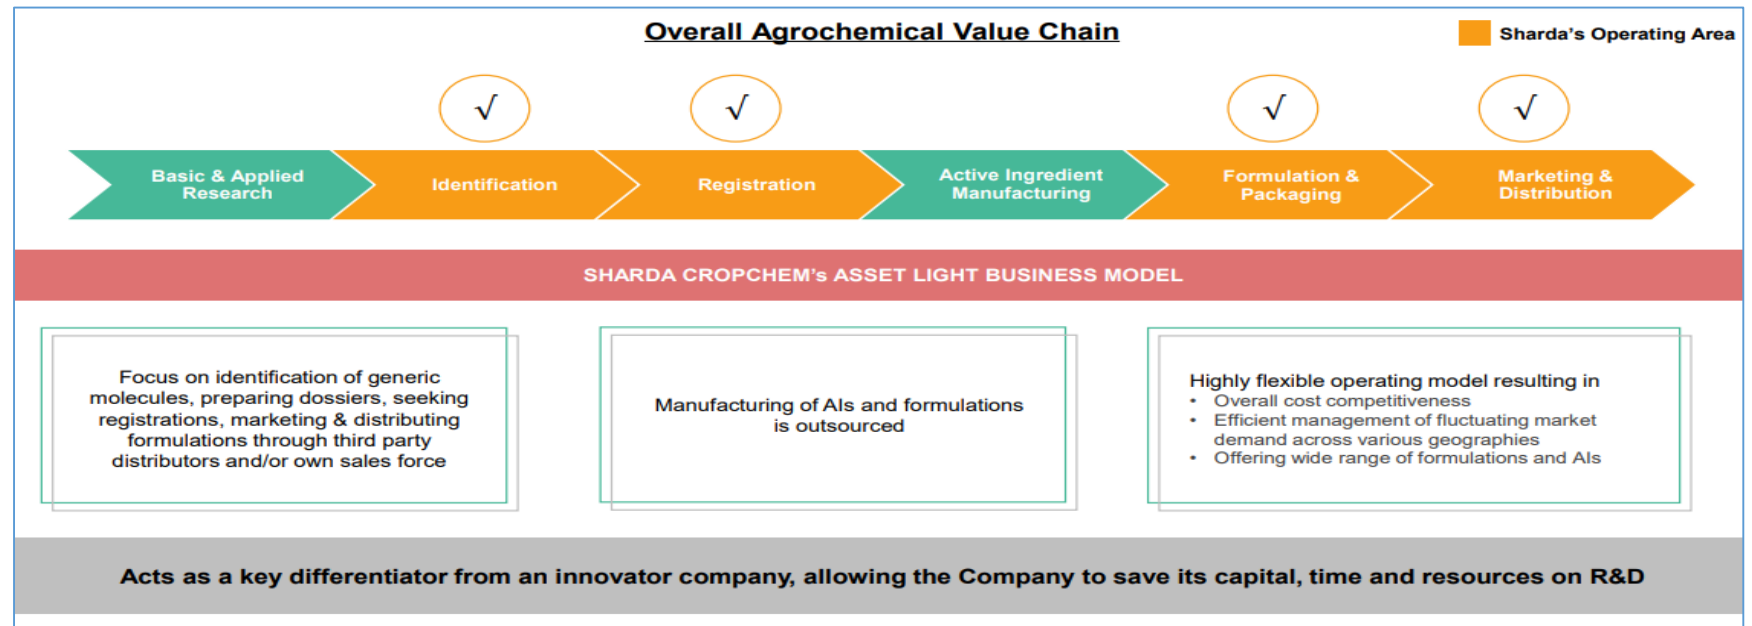 Overall Agrochemical Value Chain
Sharda's Operating Area
√
√
√
√
Basic & Applied
Research
Identification
Registration
Active Ingredient
Manufacturing
Formulation &
Packaging
Marketing &
Distribution
SHARDA CROPCHEM's ASSET LIGHT BUSINESS MODEL
Focus on identification of generic
molecules, preparing dossiers, seeking
registrations, marketing & distributing
formulations through third party
distributors and/or own sales force
Manufacturing of AIs and formulations
is outsourced
Highly flexible operating model resulting in
• Overall cost competitiveness
• Efficient management of fluctuating market
demand across various geographies
• Offering wide range of formulations and AIs
Acts as a key differentiator from an innovator company, allowing the Company to save its capital, time and resources on R&D